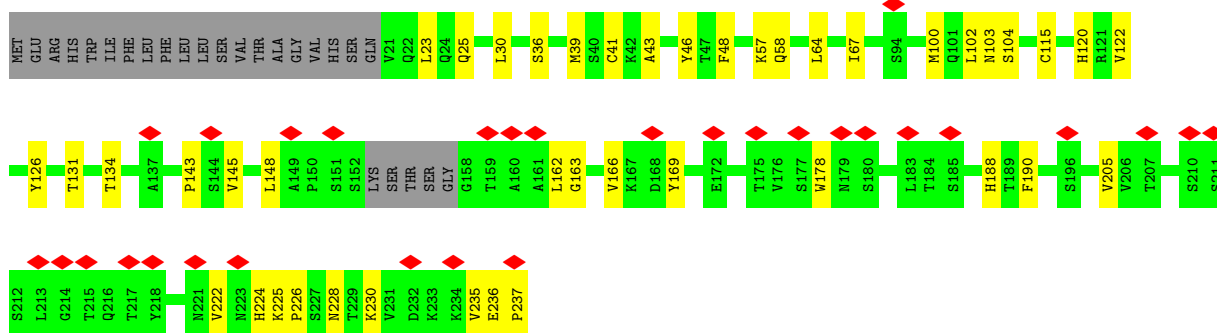 MET GLU ARG HIS TRP ILE PHE LEU PHE LEU LEU SER VAL THR ALA GLY VAL HIS SER GLN V21 Q22 L23 Q24 Q25 L30 S36 M39 S40 C41 K42 A43 Y46 T47 F48 K57 Q58 L64 I67 S94 M100 Q101 L102 N103 S104 C115 H120 R121 V122
Y126 T131 T134 A137 P143 S144 V145 L148 A149 P150 S151 S152 LYS SER THR SER GLY G158 T159 A160 A161 L162 G163 V166 K167 D168 Y169 E172 T175 V176 S177 W178 N179 S180 L183 T184 S185 H188 T189 F190 S196 V205 V206 T207 S210 S211
S212 L213 G214 T215 Q216 T217 Y218 N221 V222 N223 H224 K225 P226 S227 N228 T229 K230 V231 D232 K233 K234 V235 E236 P237